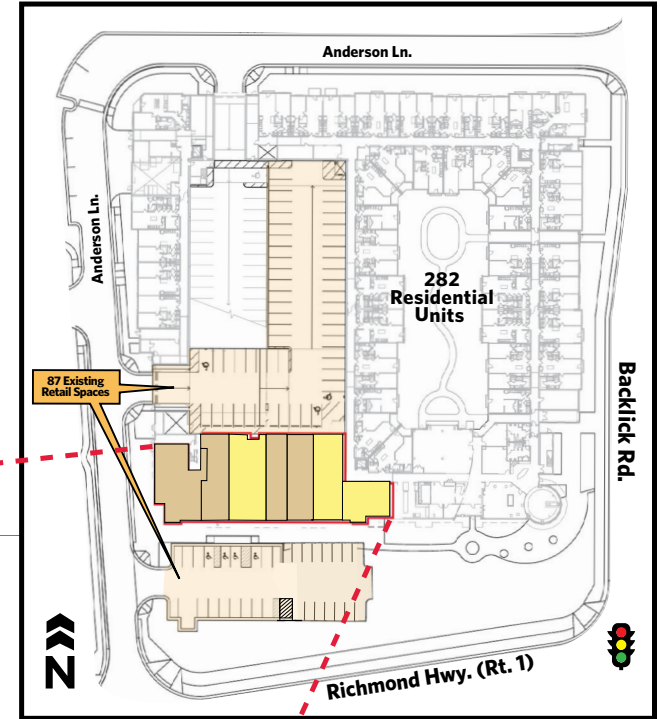 Anderson Ln.
Anderson Ln.
282
Residential
Units
87 Existing
Retail Spaces
Backlick Rd.
N
Richmond Hwy. (Rt. 1)